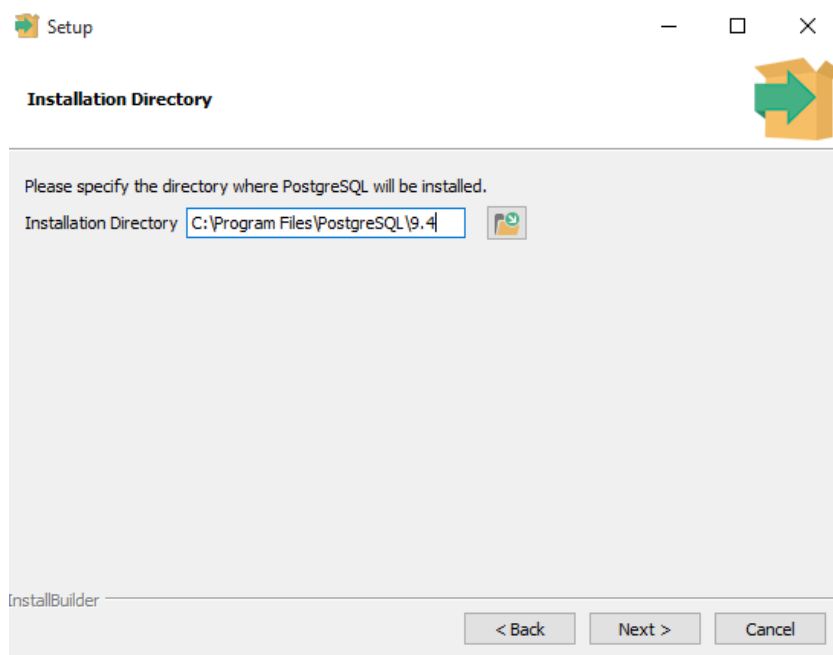 Setup
Installation Directory
Please specify the directory where PostgreSQL will be installed.
Installation Directory C:\Program Files\PostgreSQL\9.4
InstallBuilder
< Back Next > Cancel